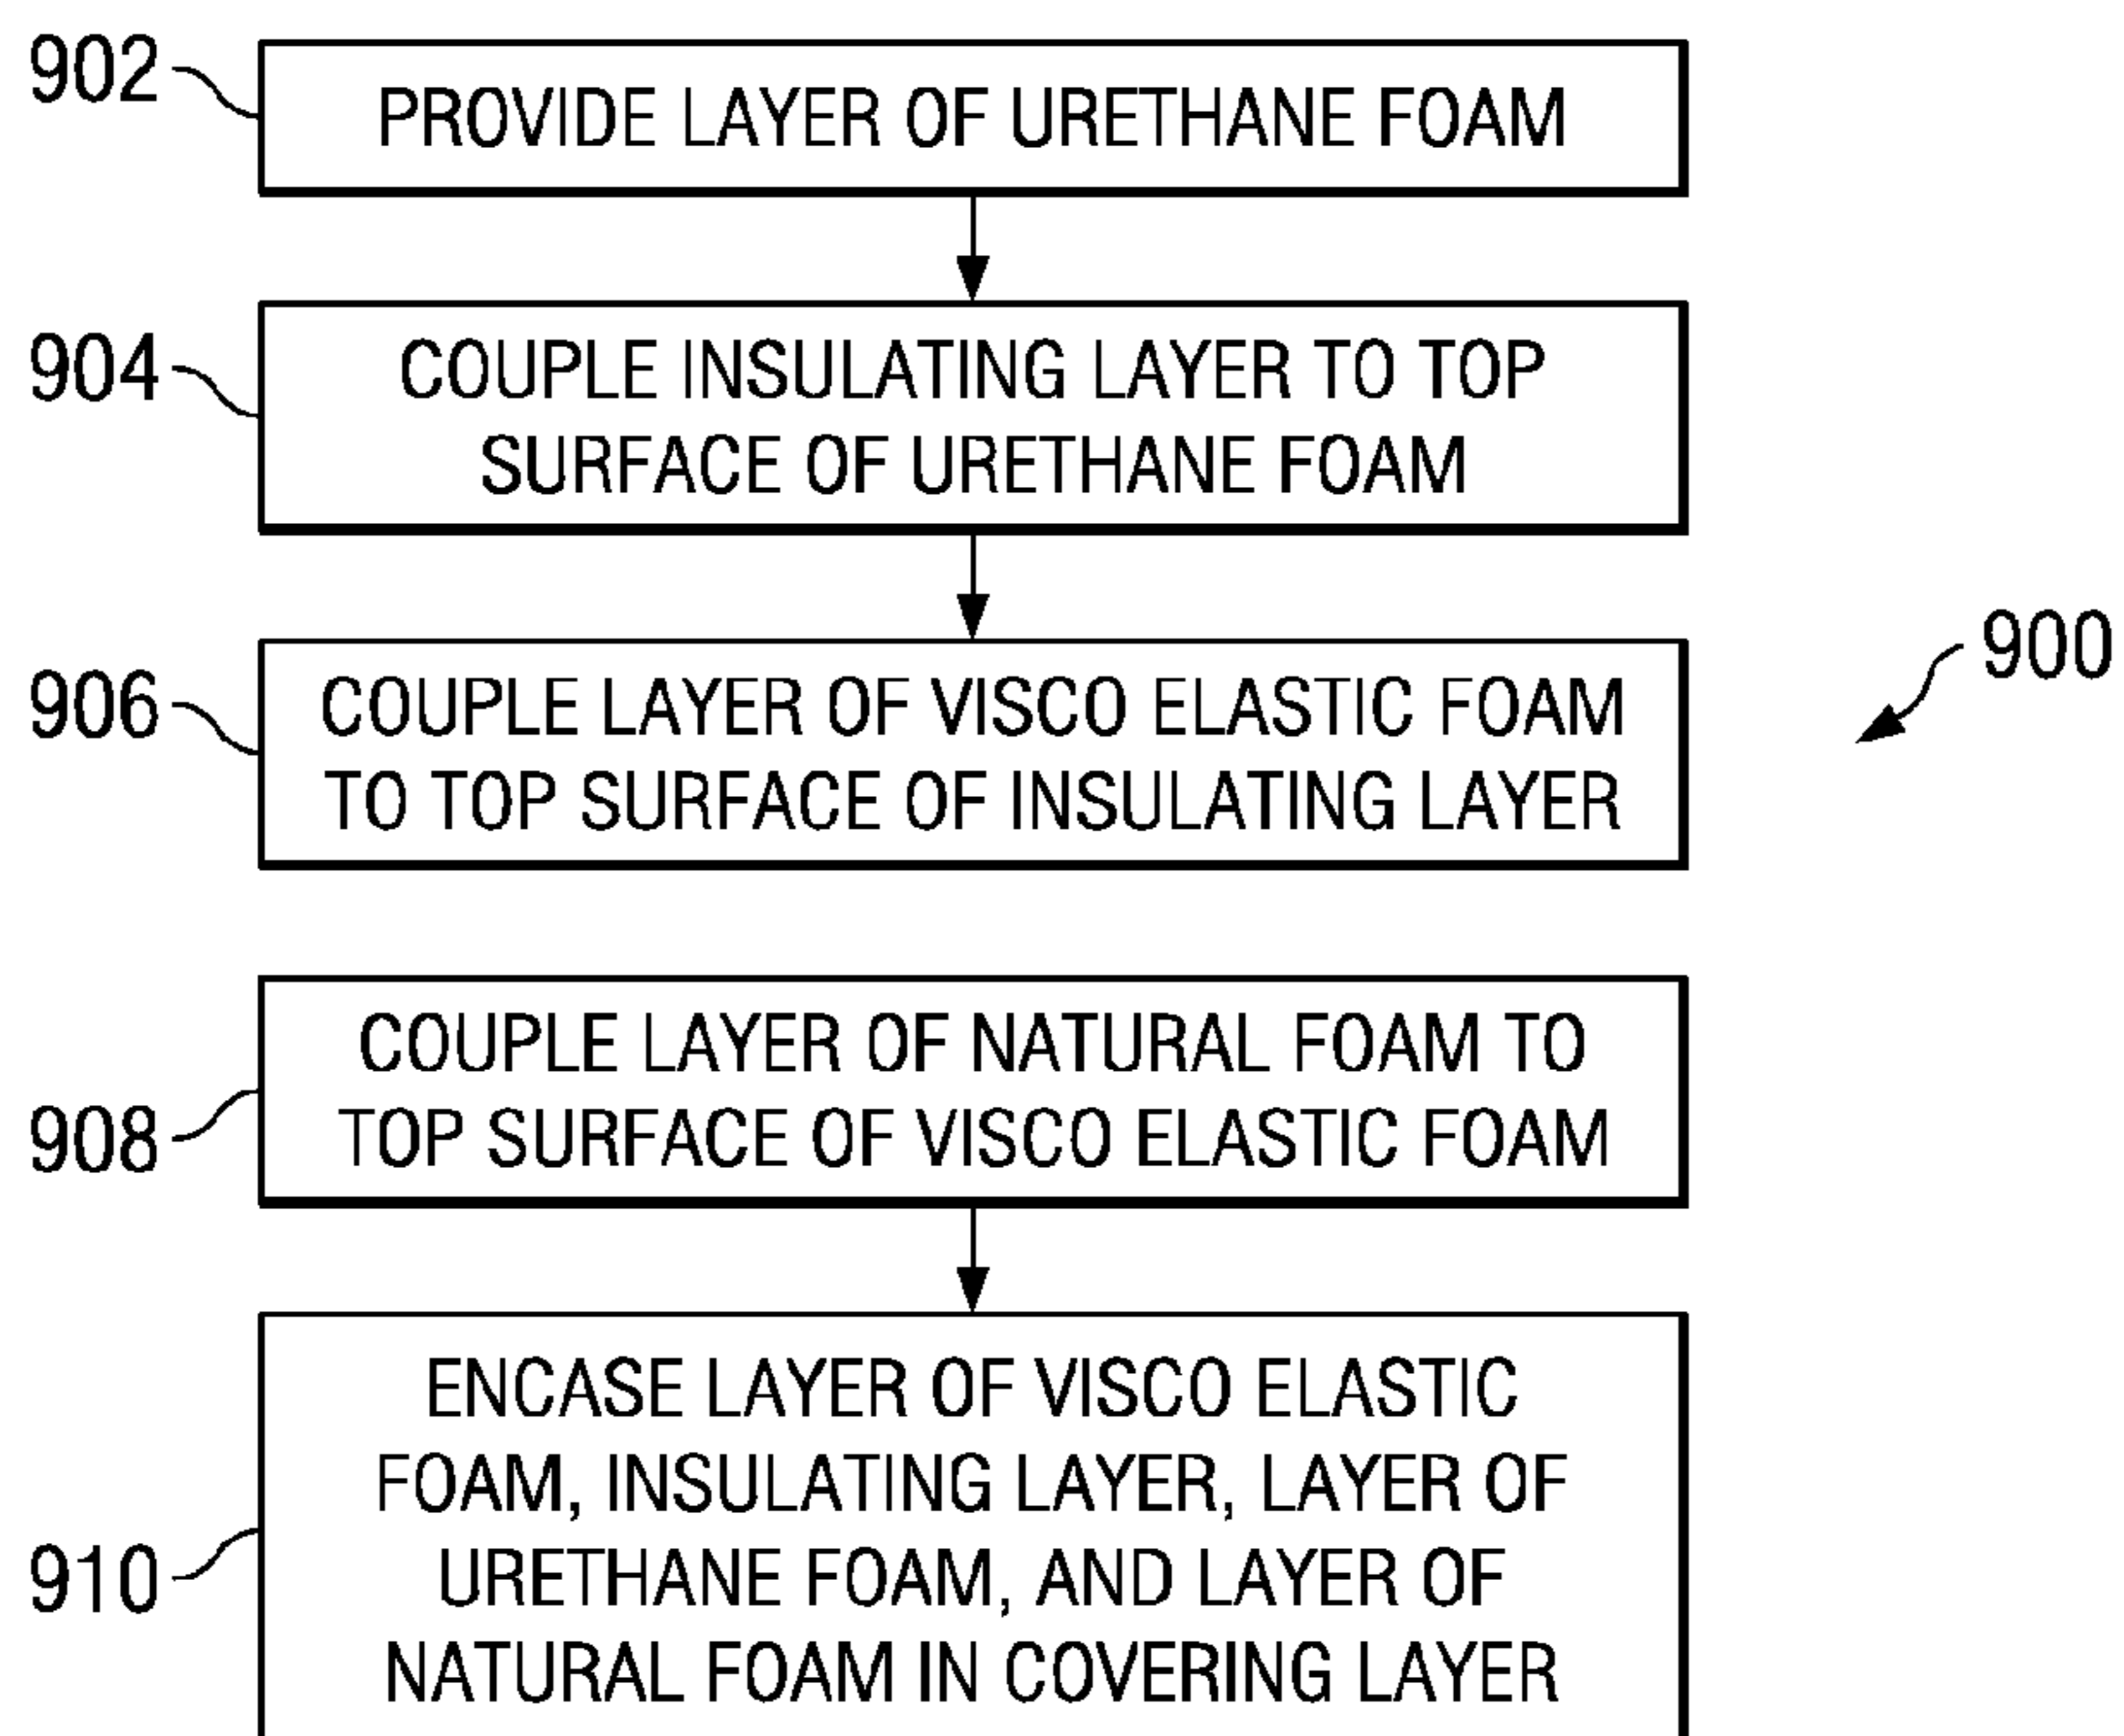 902
PROVIDE LAYER OF URETHANE FOAM
904
COUPLE INSULATING LAYER TO TOP
SURFACE OF URETHANE FOAM
900
906
COUPLE LAYER OF VISCO ELASTIC FOAM
TO TOP SURFACE OF INSULATING LAYER
908
COUPLE LAYER OF NATURAL FOAM TO
TOP SURFACE OF VISCO ELASTIC FOAM
910
ENCASE LAYER OF VISCO ELASTIC
FOAM, INSULATING LAYER, LAYER OF
URETHANE FOAM, AND LAYER OF
NATURAL FOAM IN COVERING LAYER